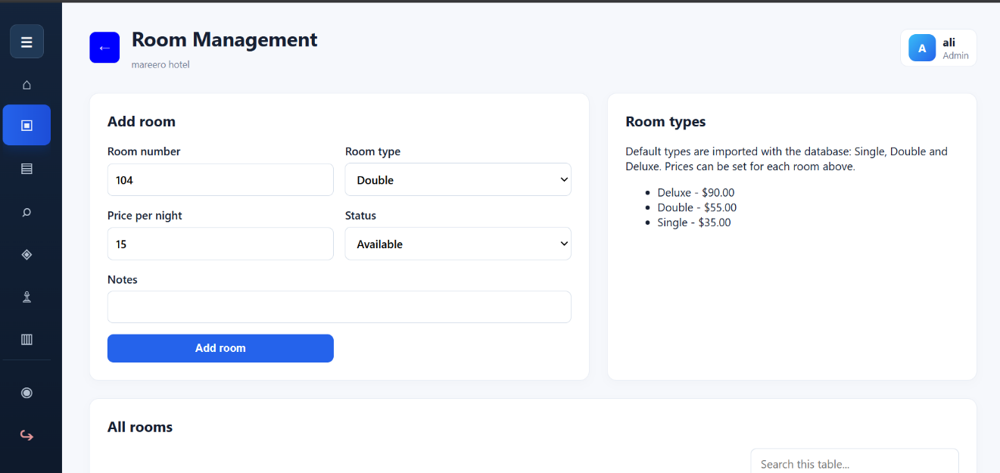 Room Management
mareero hotel
A
ali
Admin
Add room
Room number
Room type
104
Double
Price per night
Status
15
Available
Notes
Add room
Room types
Default types are imported with the database: Single, Double and
Deluxe. Prices can be set for each room above.
Deluxe - $90.00
Double - $55.00
Single - $35.00
All rooms
Search this table...